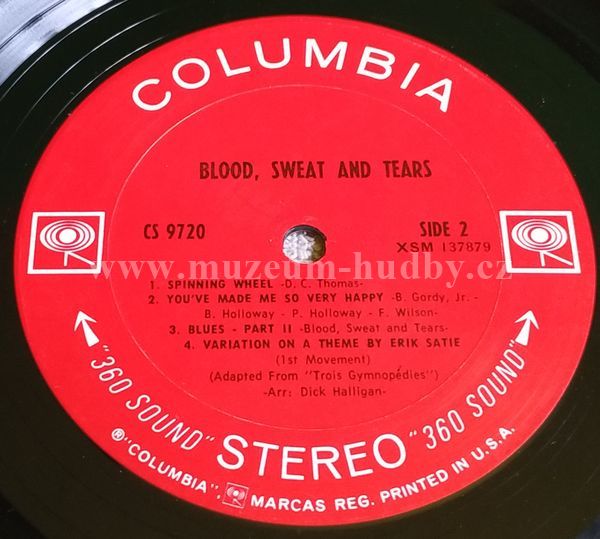 COLUMBIA
BLOOD, SWEAT AND TEARS
CS 9720
SIDE 2
XSM 137879
www.muzeum-hudby.cz
1. SPINNING WHEEL -D. C. Thomas-
2. YOU'VE MADE ME SO VERY HAPPY -B. Gordy, Jr. -
B. Holloway - P. Holloway - F. Wilson-
3. BLUES - PART II -Blood, Sweat and Tears-
4. VARIATION ON A THEME BY ERIK SATIE
(1st Movement)
(Adapted From "Trois Gymnopédies")
-Arr: Dick Halligan-
"360 SOUND" STEREO "360 SOUND"
® "COLUMBIA", MARCAS REG. PRINTED IN U.S.A.